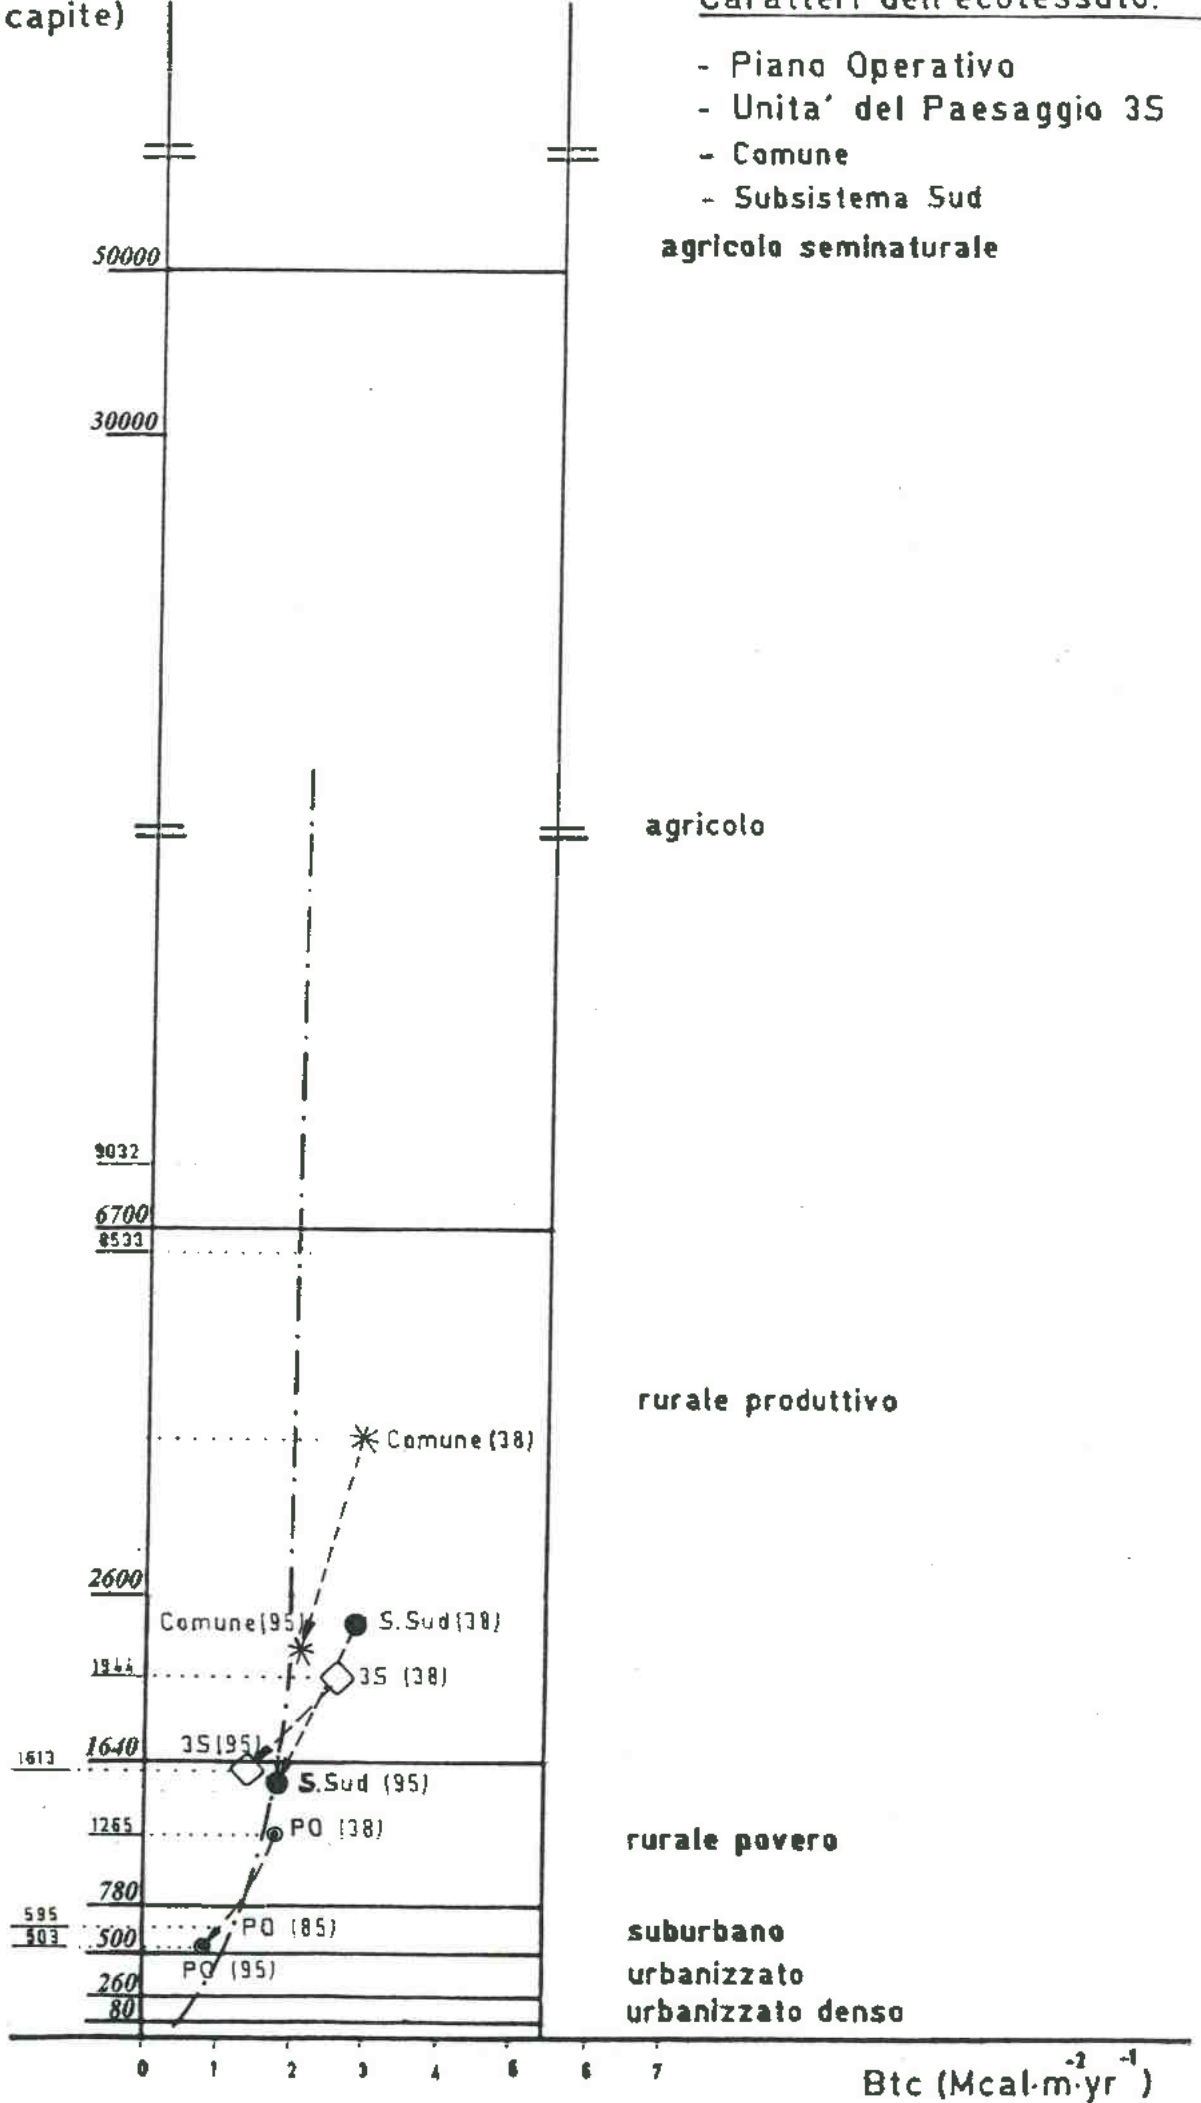 capite)
Caratteri dell'ecotessuto:
- Piano Operativo
- Unita' del Paesaggio 3S
- Comune
- Subsistema Sud
agricolo seminaturale
50000
30000
agricolo
9032
6700
6533
rurale produttivo
Comune (38)
2600
Comune (95)
S.Sud (38)
1944
3S (38)
3S (95)
1640
1613
S.Sud (95)
PO (38)
1265
rurale povero
780
595
PO (85)
suburbano
503
500
PO (95)
urbanizzato
260
urbanizzato denso
80
0 1 2 3 4 5 6 7
Btc (Mcal·m⁻²·yr⁻¹)